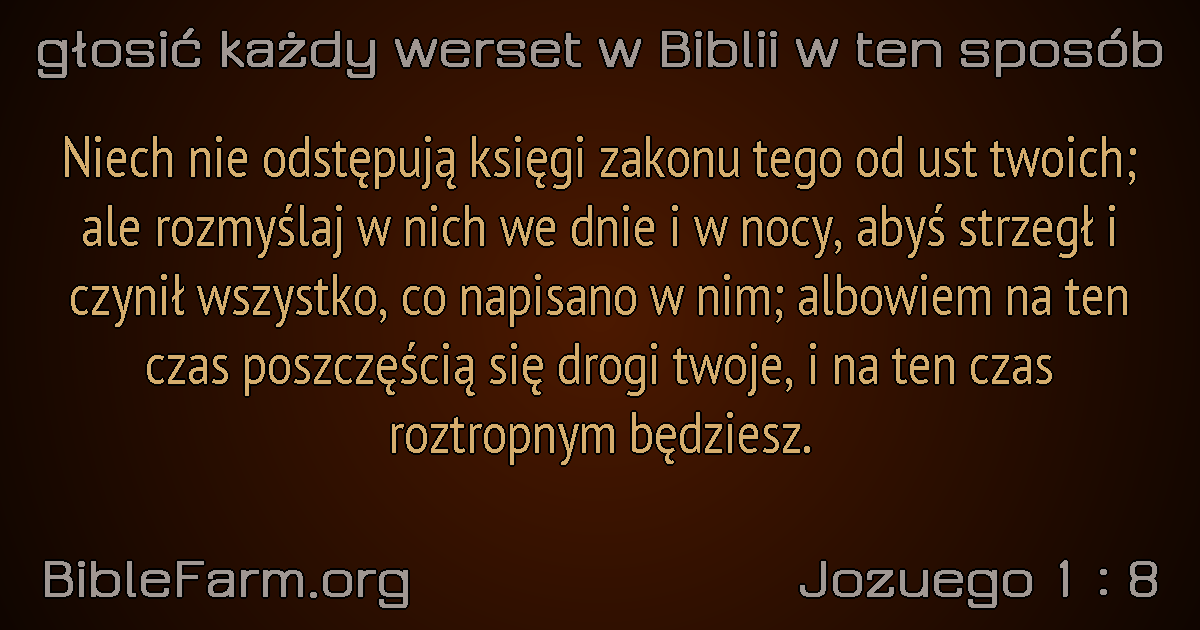 głosić każdy werset w Biblii w ten sposób
Niech nie odstępują księgi zakonu tego od ust twoich;
ale rozmyślaj w nich we dnie i w nocy, abyś strzegł i
czynił wszystko, co napisano w nim; albowiem na ten
czas poszczęścią się drogi twoje, i na ten czas
roztropnym będziesz.
BibleFarm.org
Jozuego 1 : 8